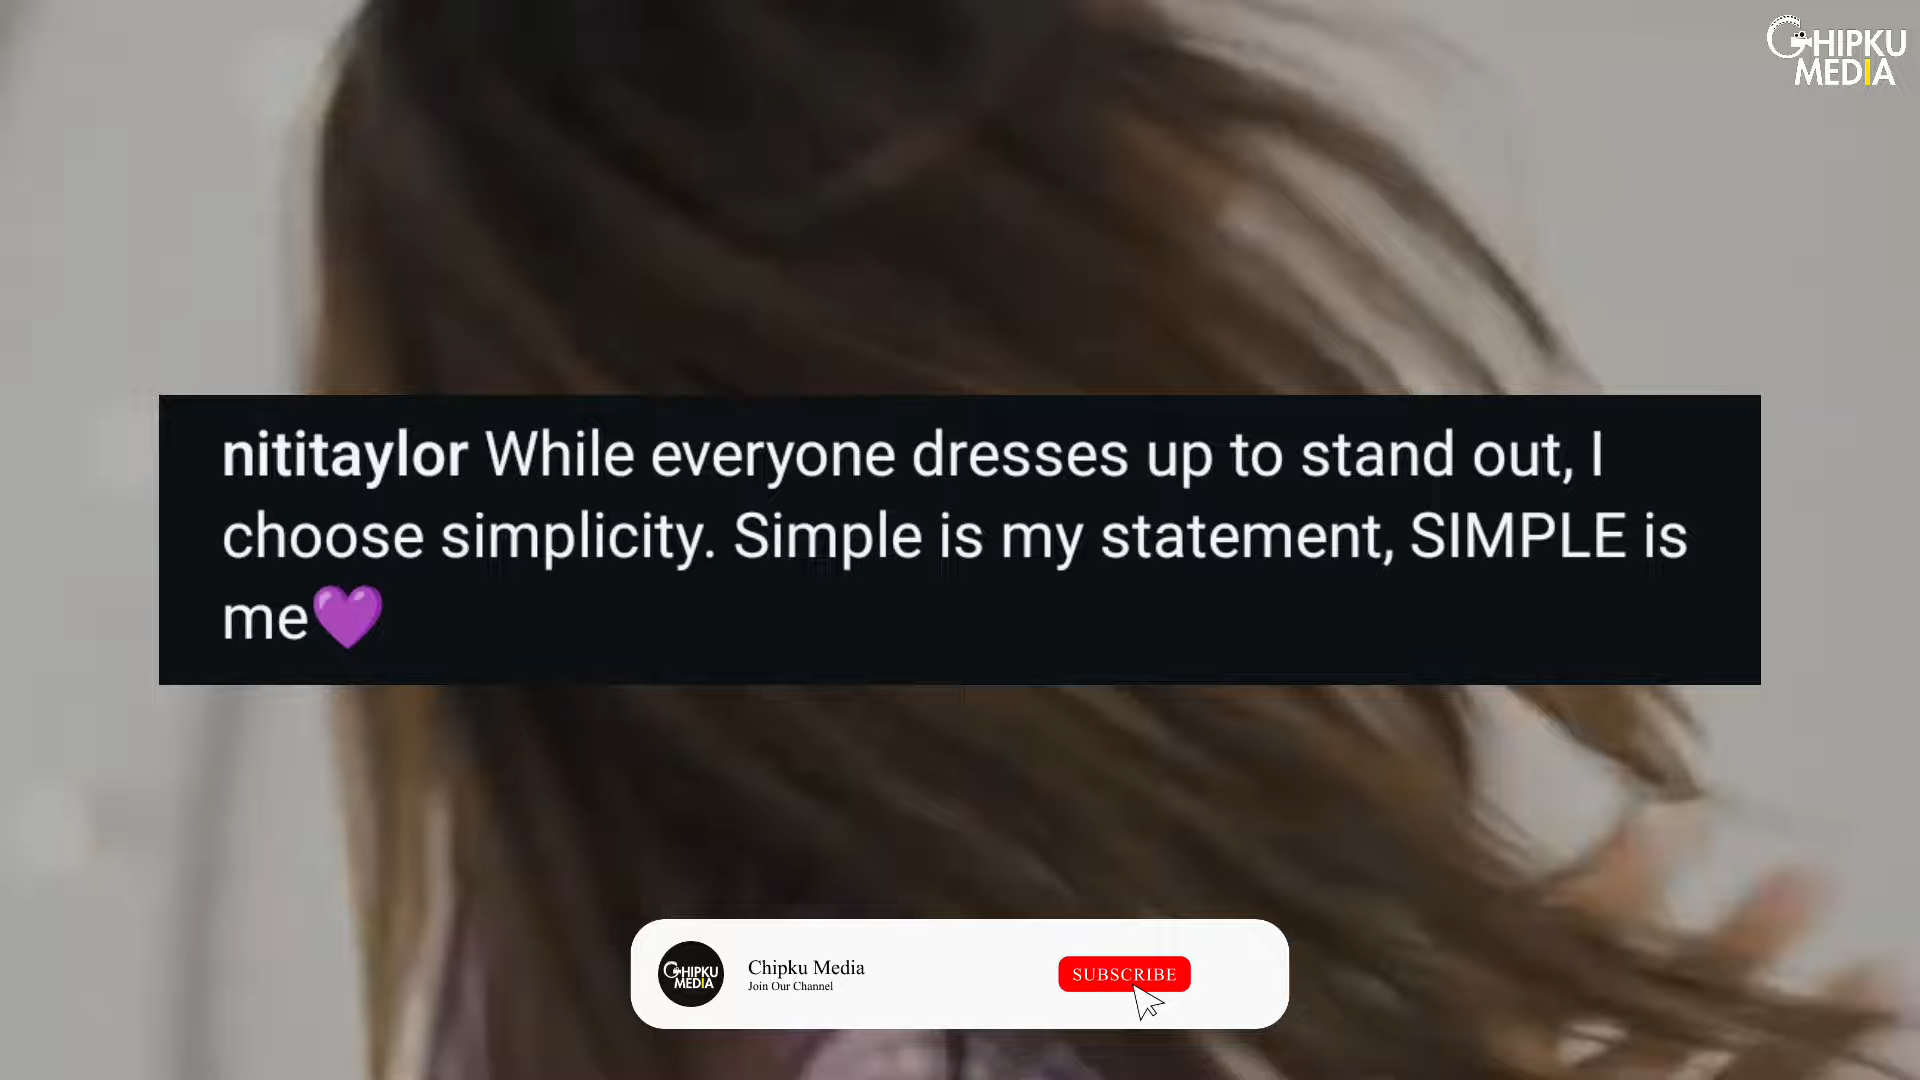 CHIPKU
MEDIA
nititaylor While everyone dresses up to stand out, I
choose simplicity. Simple is my statement, SIMPLE is
me💜
CHIPKU
MEDIA
Chipku Media
Join Our Channel
SUBSCRIBE